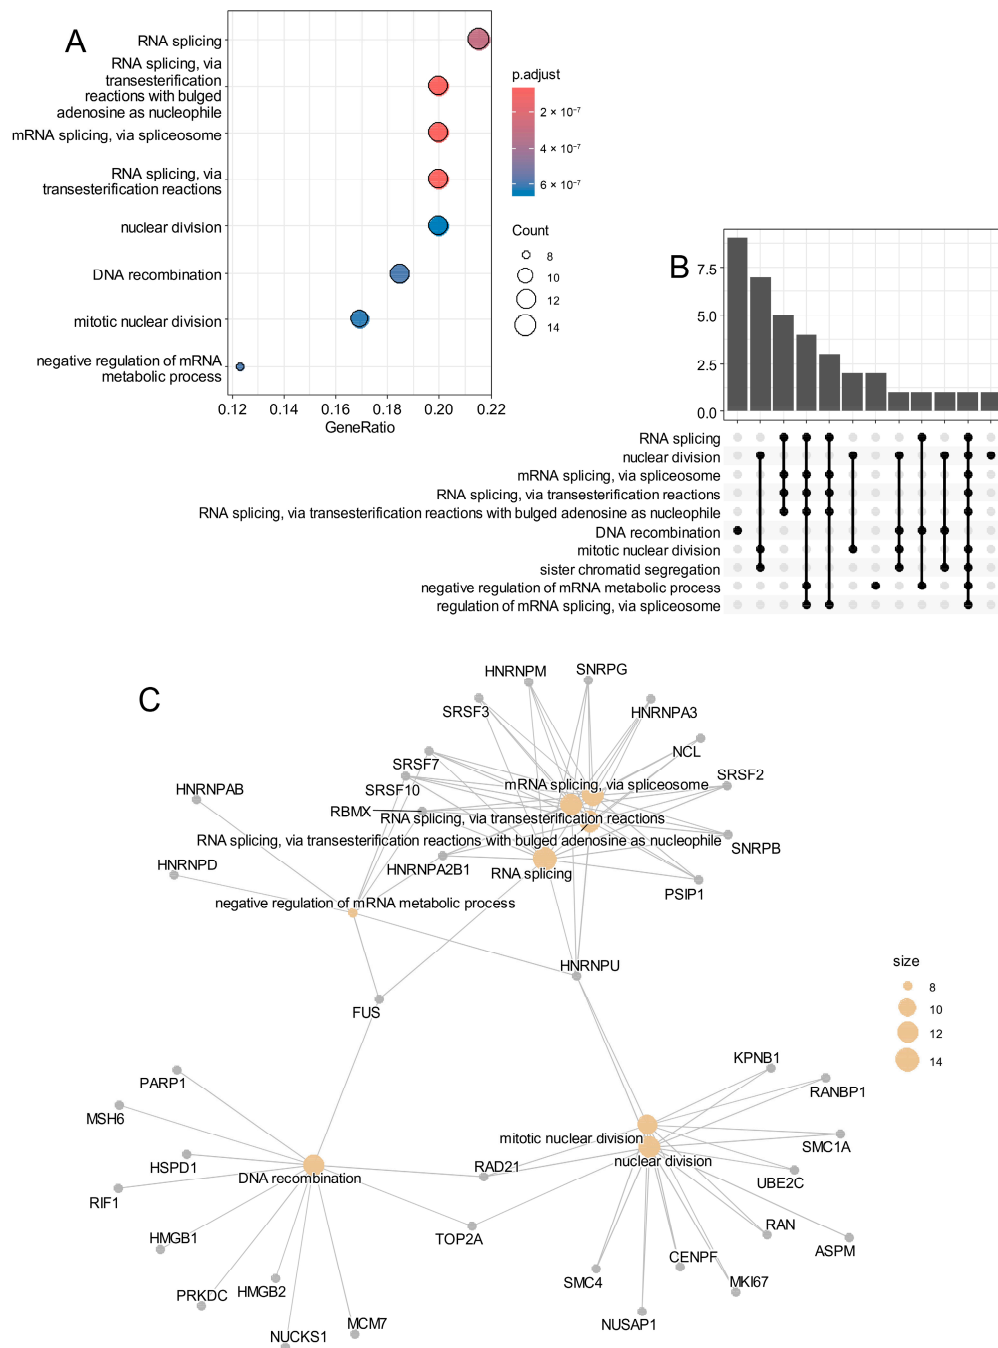 A
RNA splicing
RNA splicing, via
transesterification
reactions with bulged
adenosine as nucleophile
mRNA splicing, via spliceosome
RNA splicing, via
transesterification reactions
nuclear division
DNA recombination
mitotic nuclear division
negative regulation of mRNA
metabolic process
0.12 0.14 0.16 0.18 0.20 0.22
GeneRatio
p.adjust
2 × 10⁻⁷
4 × 10⁻⁷
6 × 10⁻⁷
Count
8
10
12
14
B
7.5
5.0
2.5
0.0
RNA splicing
nuclear division
mRNA splicing, via spliceosome
RNA splicing, via transesterification reactions
RNA splicing, via transesterification reactions with bulged adenosine as nucleophile
DNA recombination
mitotic nuclear division
sister chromatid segregation
negative regulation of mRNA metabolic process
regulation of mRNA splicing, via spliceosome
C
HNRNPM
SNRPG
SRSF3
HNRNPA3
NCL
SRSF7
SRSF2
SRSF10
mRNA splicing, via spliceosome
HNRNPAB
RBMX
RNA splicing, via transesterification reactions
RNA splicing, via transesterification reactions with bulged adenosine as nucleophile
SNRPB
HNRNPD
HNRNPA2B1
RNA splicing
PSIP1
negative regulation of mRNA metabolic process
HNRNPU
FUS
size
8
10
12
14
KPNB1
RANBP1
PARP1
MSH6
mitotic nuclear division
SMC1A
HSPD1
RAD21
nuclear division
DNA recombination
UBE2C
RIF1
HMGB1
TOP2A
RAN
ASPM
CENPF
PRKDC
HMGB2
SMC4
MKI67
NUCKS1
MCM7
NUSAP1